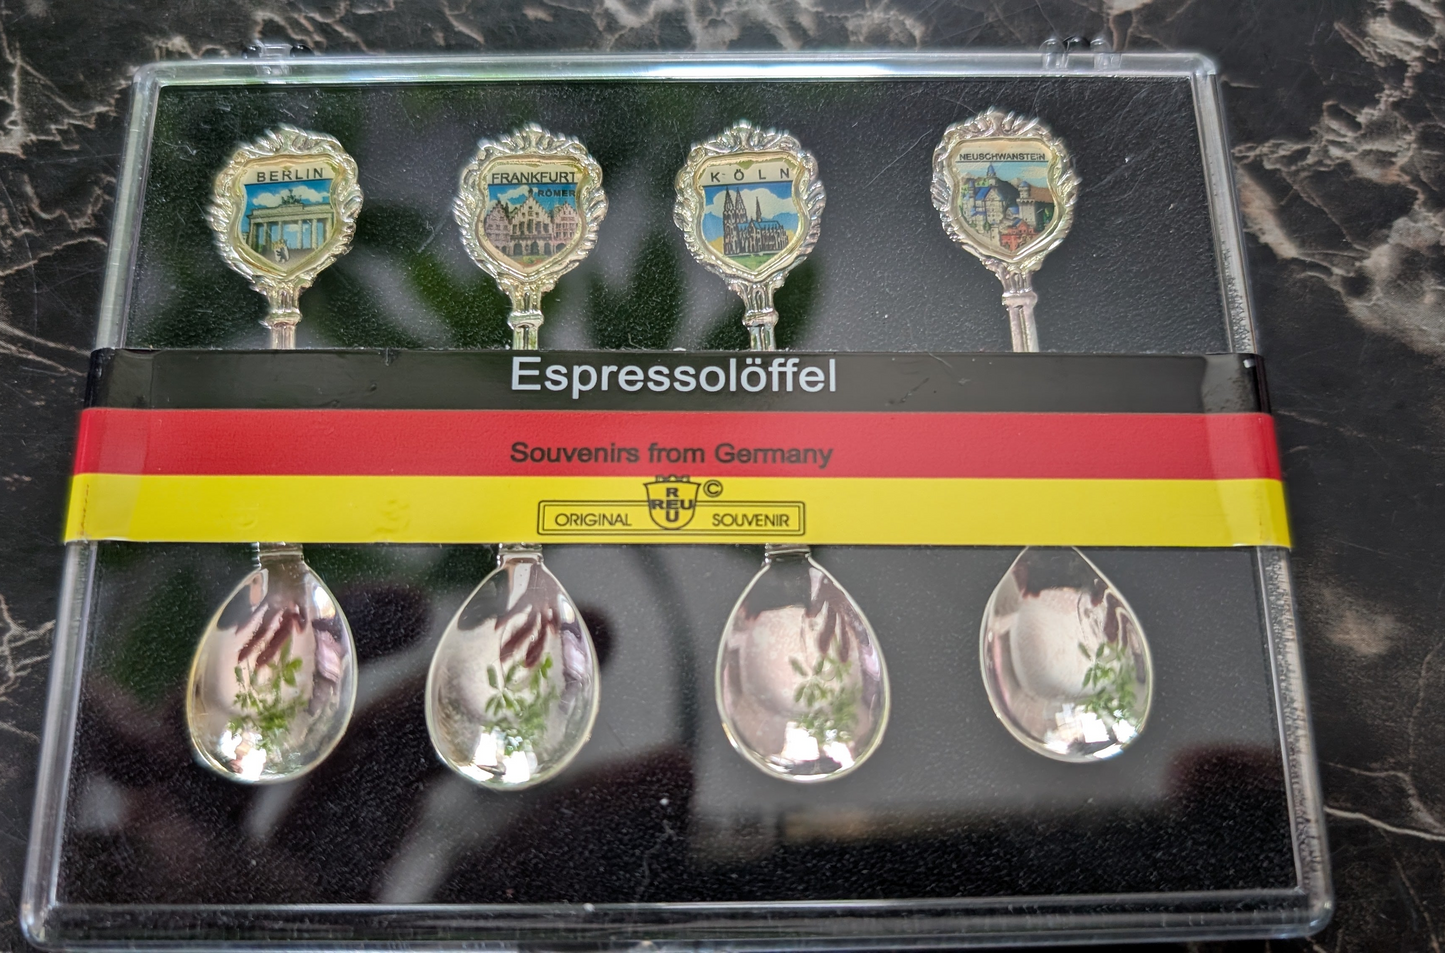 BERLIN
FRANKFURT
RÖMER
KÖLN
NEUSCHWANSTEIN
Espressolöffel
Souvenirs from Germany
R
REU ©
U
ORIGINAL SOUVENIR